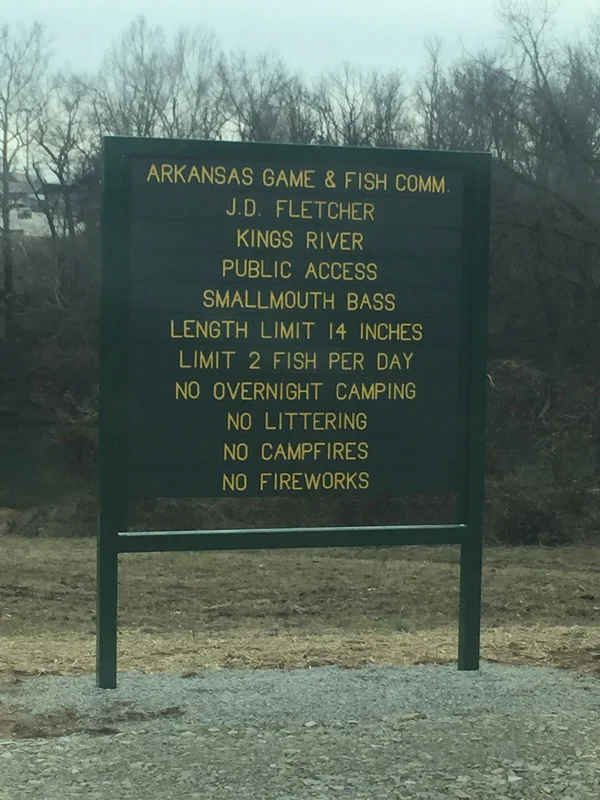 ARKANSAS GAME & FISH COMM.
J.D. FLETCHER
KINGS RIVER
PUBLIC ACCESS
SMALLMOUTH BASS
LENGTH LIMIT 14 INCHES
LIMIT 2 FISH PER DAY
NO OVERNIGHT CAMPING
NO LITTERING
NO CAMPFIRES
NO FIREWORKS